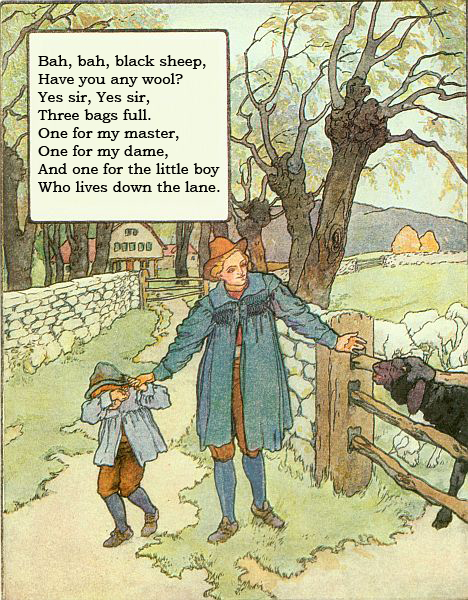 Bah, bah, black sheep,
Have you any wool?
Yes sir, Yes sir,
Three bags full.
One for my master,
One for my dame,
And one for the little boy
Who lives down the lane.